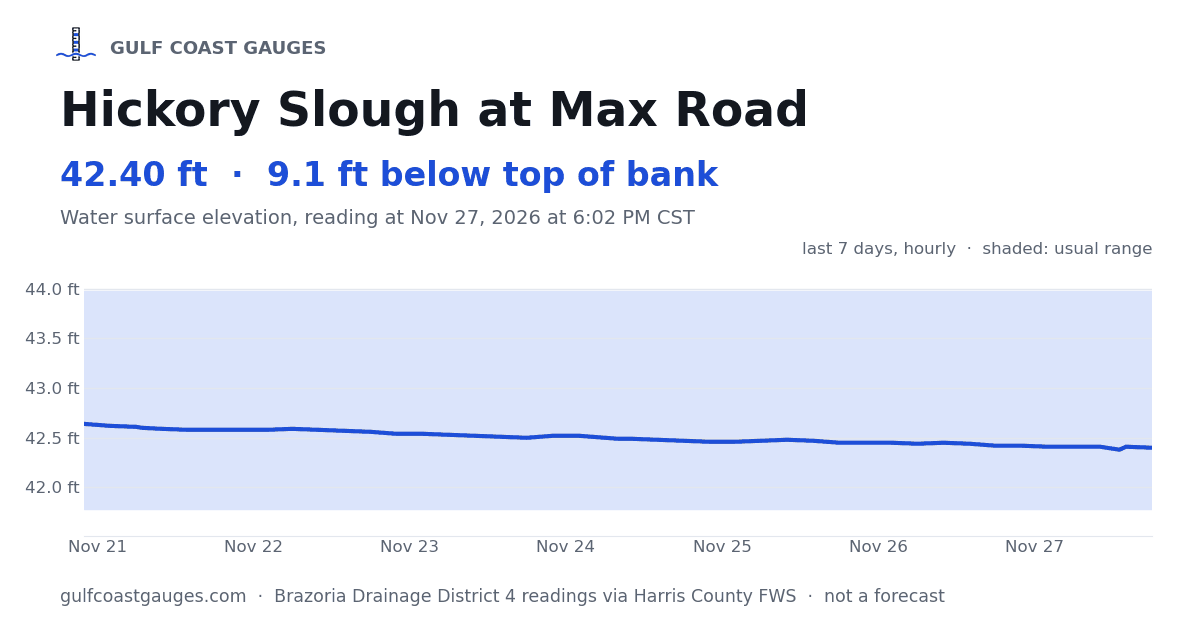 GULF COAST GAUGES
Hickory Slough at Max Road
42.40 ft · 9.1 ft below top of bank
Water surface elevation, reading at Nov 27, 2026 at 6:02 PM CST
last 7 days, hourly · shaded: usual range
44.0 ft
43.5 ft
43.0 ft
42.5 ft
42.0 ft
Nov 21 Nov 22 Nov 23 Nov 24 Nov 25 Nov 26 Nov 27
gulfcoastgauges.com · Brazoria Drainage District 4 readings via Harris County FWS · not a forecast